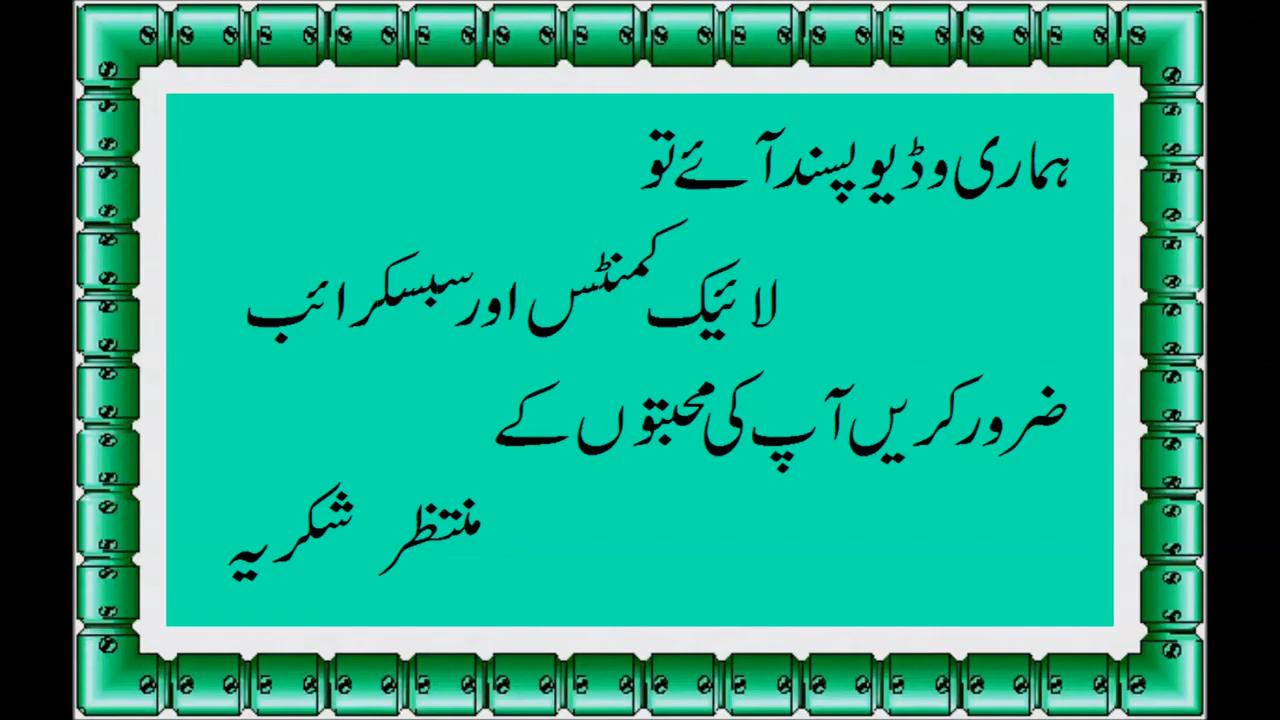 ہماری وڈیو پسند آئے تو
لائیک کمنٹس اور سبسکرائب
ضرور کریں آپ کی محبتوں کے
منتظر شکریہ